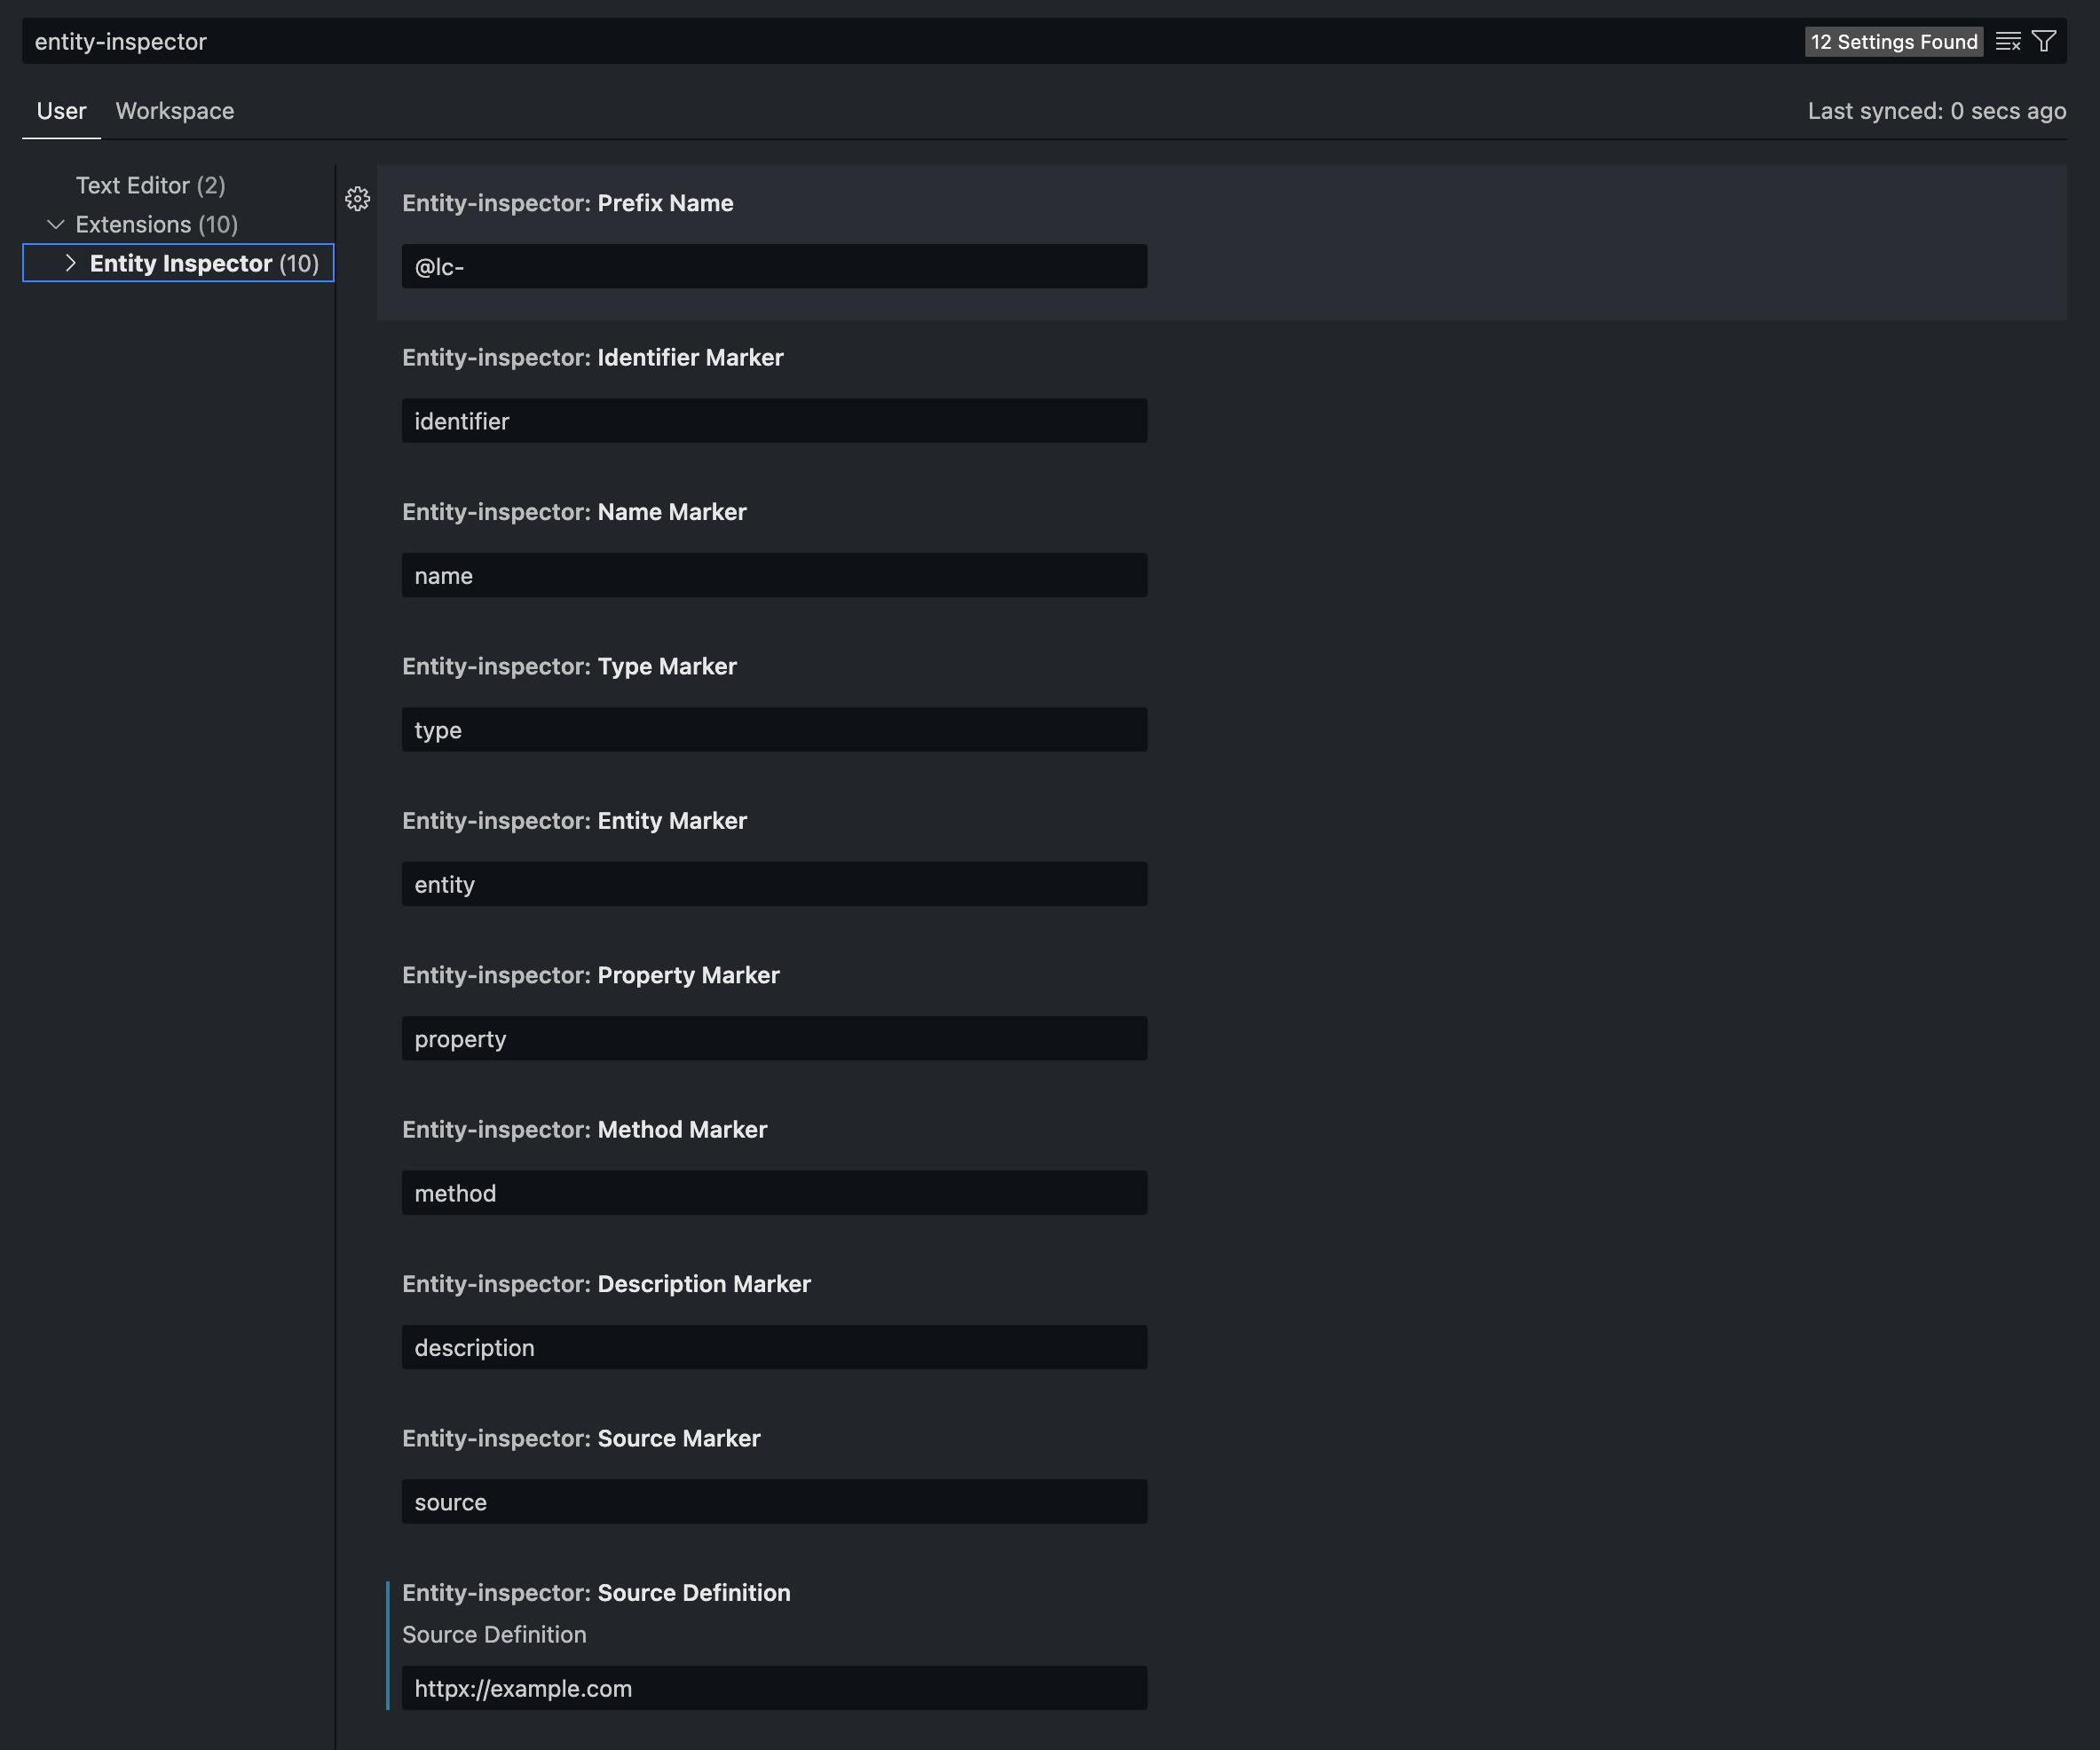 entity-inspector
12 Settings Found
User
Workspace
Last synced: 0 secs ago
Text Editor (2)
Extensions (10)
Entity Inspector (10)
Entity-inspector: Prefix Name
@lc-
Entity-inspector: Identifier Marker
identifier
Entity-inspector: Name Marker
name
Entity-inspector: Type Marker
type
Entity-inspector: Entity Marker
entity
Entity-inspector: Property Marker
property
Entity-inspector: Method Marker
method
Entity-inspector: Description Marker
description
Entity-inspector: Source Marker
source
Entity-inspector: Source Definition
Source Definition
httpx://example.com